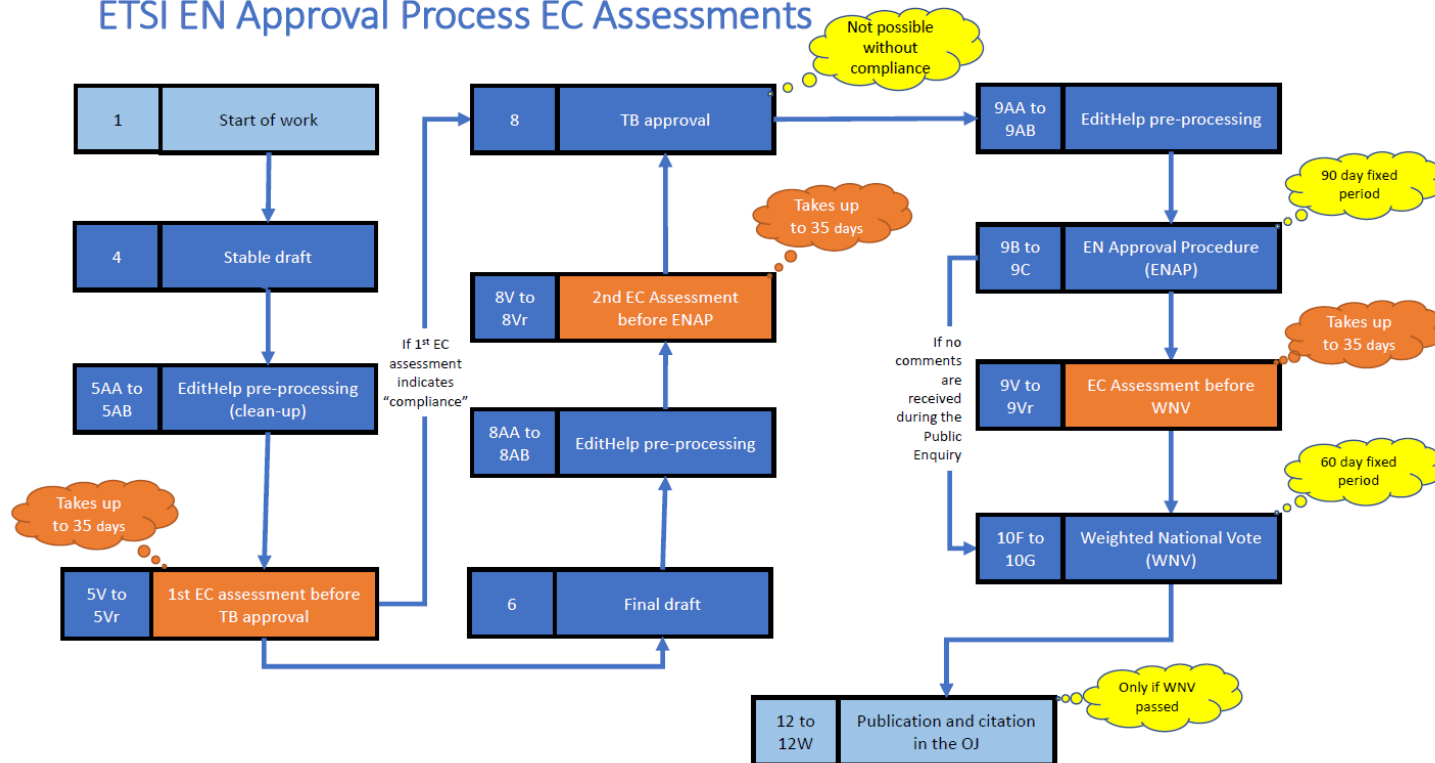 ETSI EN Approval Process EC Assessments
Not possible
without
compliance
1
Start of work
8
TB approval
9AA to
9AB
EditHelp pre-processing
90 day fixed
period
Takes up
to 35 days
4
Stable draft
9B to
9C
EN Approval Procedure
(ENAP)
8V to
8Vr
2nd EC Assessment
before ENAP
Takes up
to 35 days
If 1st EC
assessment
indicates
“compliance”
If no
comments
are
received
during the
Public
Enquiry
5AA to
5AB
EditHelp pre-processing
(clean-up)
9V to
9Vr
EC Assessment before
WNV
8AA to
8AB
EditHelp pre-processing
60 day fixed
period
Takes up
to 35 days
10F to
10G
Weighted National Vote
(WNV)
5V to
5Vr
1st EC assessment before
TB approval
6
Final draft
Only if WNV
passed
12 to
12W
Publication and citation
in the OJ